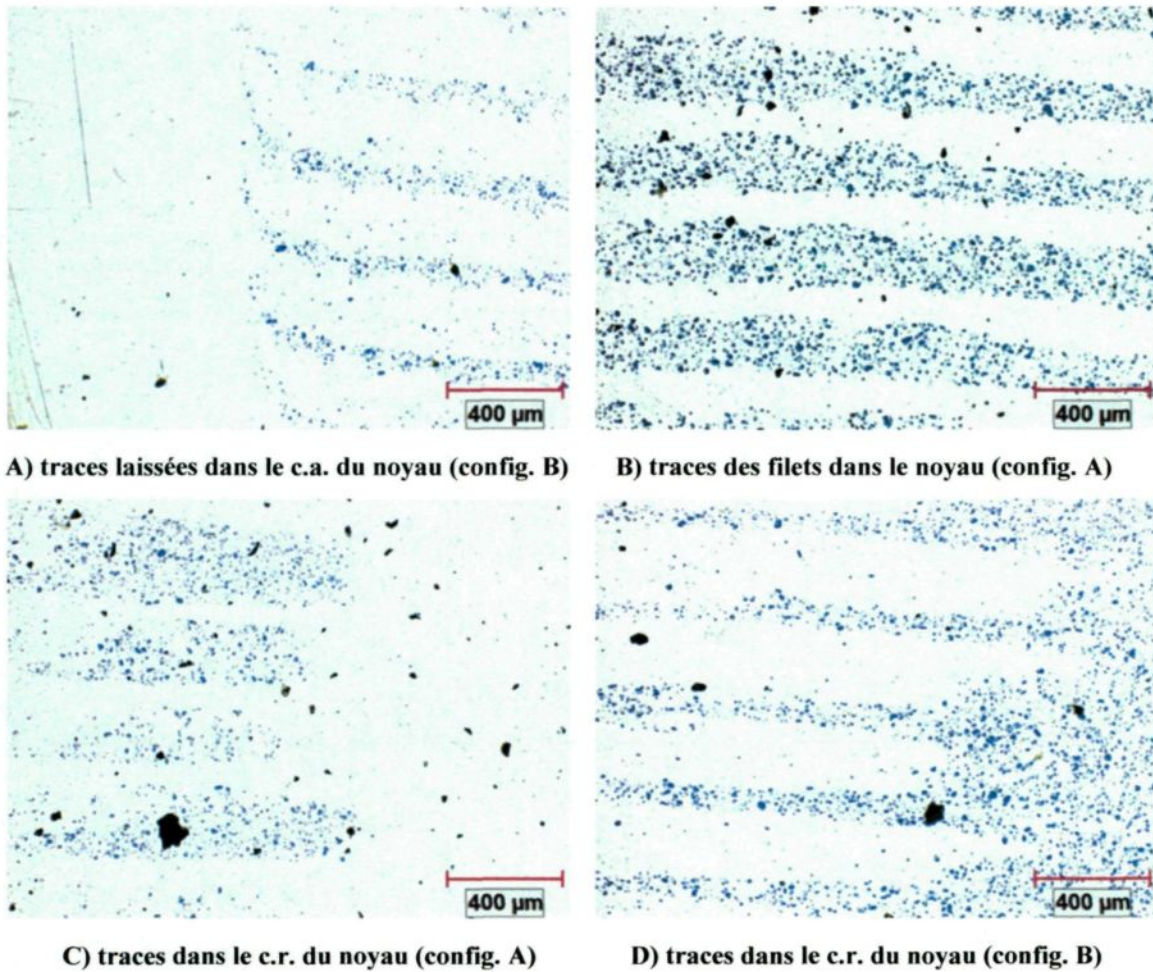 400 µm
400 µm
A) traces laissées dans le c.a. du noyau (config. B)
B) traces des filets dans le noyau (config. A)
400 µm
400 µm
C) traces dans le c.r. du noyau (config. A)
D) traces dans le c.r. du noyau (config. B)